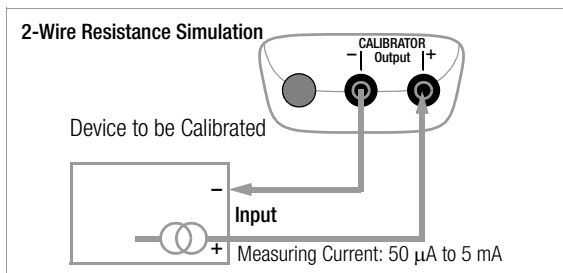 2-Wire Resistance Simulation
CALIBRATOR
– Output +
Device to be Calibrated
–
Input
+
Measuring Current: 50 µA to 5 mA